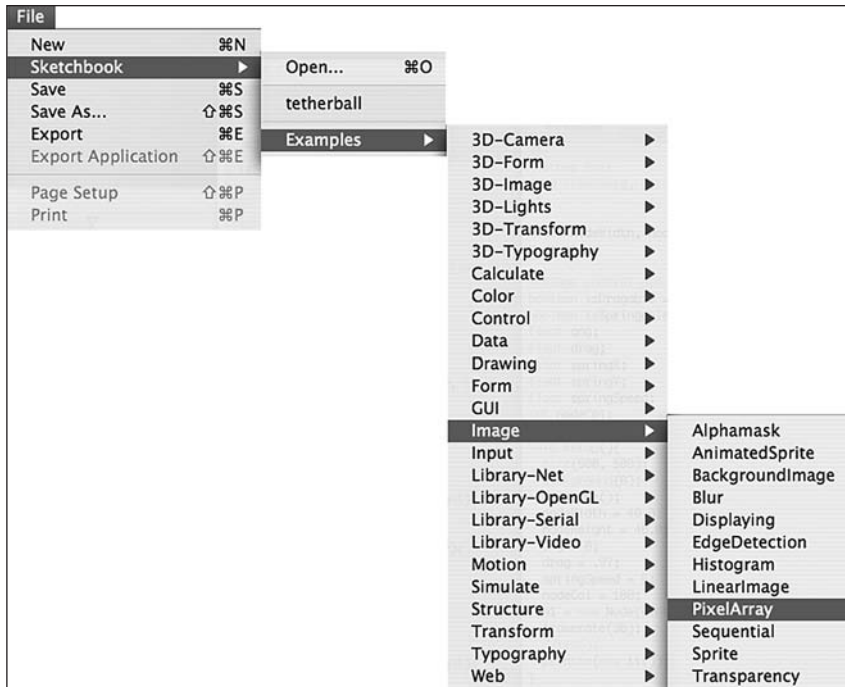 File
New ⌘N
Sketchbook ▶
Save ⌘S
Save As... ⇧⌘S
Export ⌘E
Export Application ⇧⌘E
Page Setup ⇧⌘P
Print ⌘P
Open... ⌘O
tetherball
Examples ▶
3D-Camera ▶
3D-Form ▶
3D-Image ▶
3D-Lights ▶
3D-Transform ▶
3D-Typography ▶
Calculate ▶
Color ▶
Control ▶
Data ▶
Drawing ▶
Form ▶
GUI ▶
Image ▶
Input ▶
Library-Net ▶
Library-OpenGL ▶
Library-Serial ▶
Library-Video ▶
Motion ▶
Simulate ▶
Structure ▶
Transform ▶
Typography ▶
Web ▶
Alphamask
AnimatedSprite
BackgroundImage
Blur
Displaying
EdgeDetection
Histogram
LinearImage
PixelArray
Sequential
Sprite
Transparency